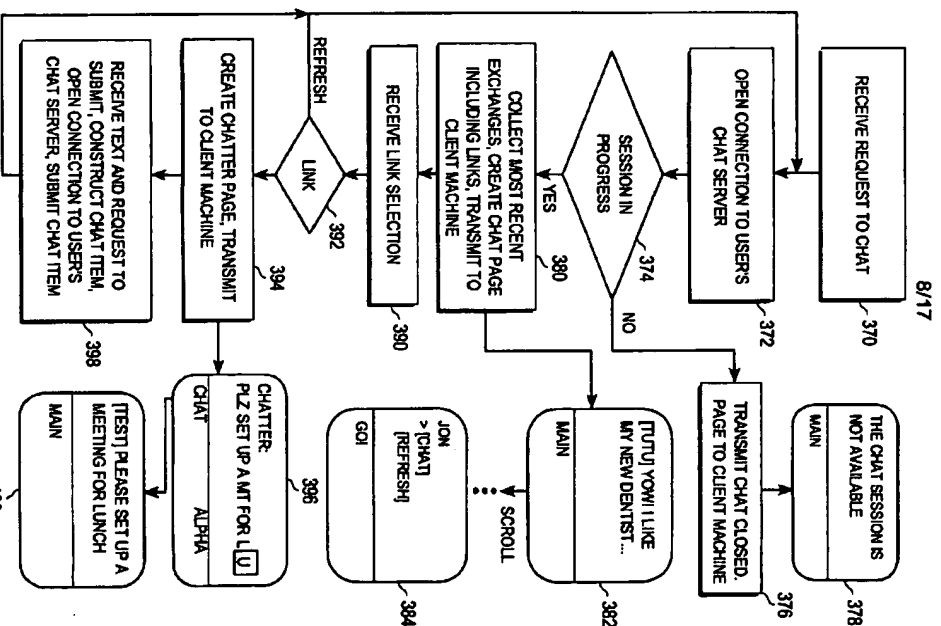 8/17
RECEIVE REQUEST TO CHAT
370
OPEN CONNECTION TO USER'S
CHAT SERVER
372
SESSION IN
PROGRESS
374
YES
NO
TRANSMIT CHAT CLOSED.
PAGE TO CLIENT MACHINE
376
THE CHAT SESSION IS
NOT AVAILABLE
MAIN
378
COLLECT MOST RECENT
EXCHANGES, CREATE CHAT PAGE
INCLUDING LINKS, TRANSMIT TO
CLIENT MACHINE
380
[TUTU] YOW! I LIKE
MY NEW DENTIST...
MAIN
382
SCROLL
JON
> [CHAT]
[REFRESH]
GO!
384
RECEIVE LINK SELECTION
390
LINK
392
REFRESH
CREATE CHATTER PAGE, TRANSMIT
TO CLIENT MACHINE
394
CHATTER:
PLZ SET UP A MT FOR LU
CHAT ALPHA
396
RECEIVE TEXT AND REQUEST TO
SUBMIT, CONSTRUCT CHAT ITEM,
OPEN CONNECTION TO USER'S
CHAT SERVER, SUBMIT CHAT ITEM
398
[TEST] PLEASE SET UP A
MEETING FOR LUNCH
MAIN